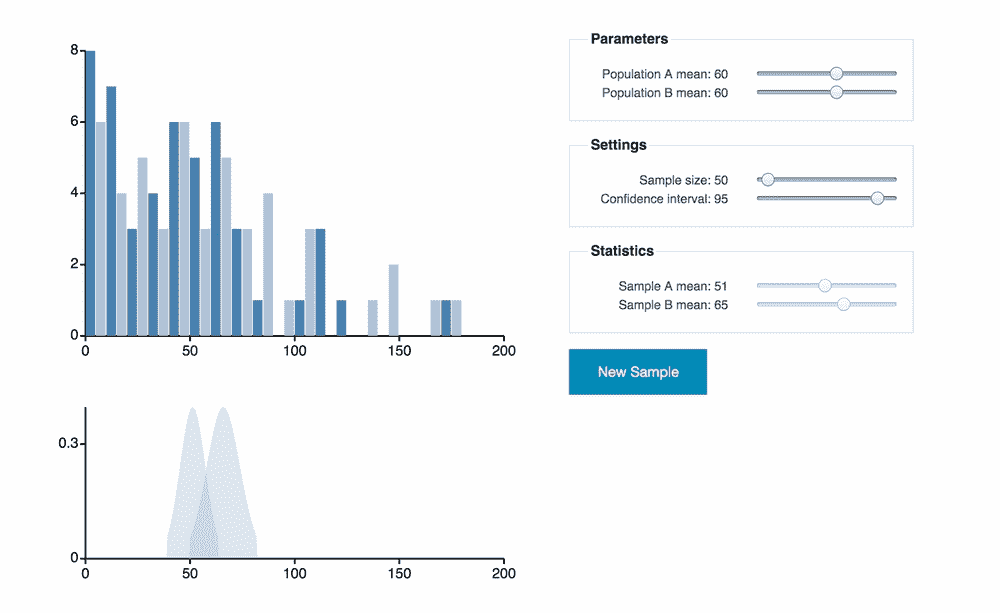 8
6
4
2
0
0 50 100 150 200
0.3
0
0 50 100 150 200
Parameters
Population A mean: 60
Population B mean: 60
Settings
Sample size: 50
Confidence interval: 95
Statistics
Sample A mean: 51
Sample B mean: 65
New Sample